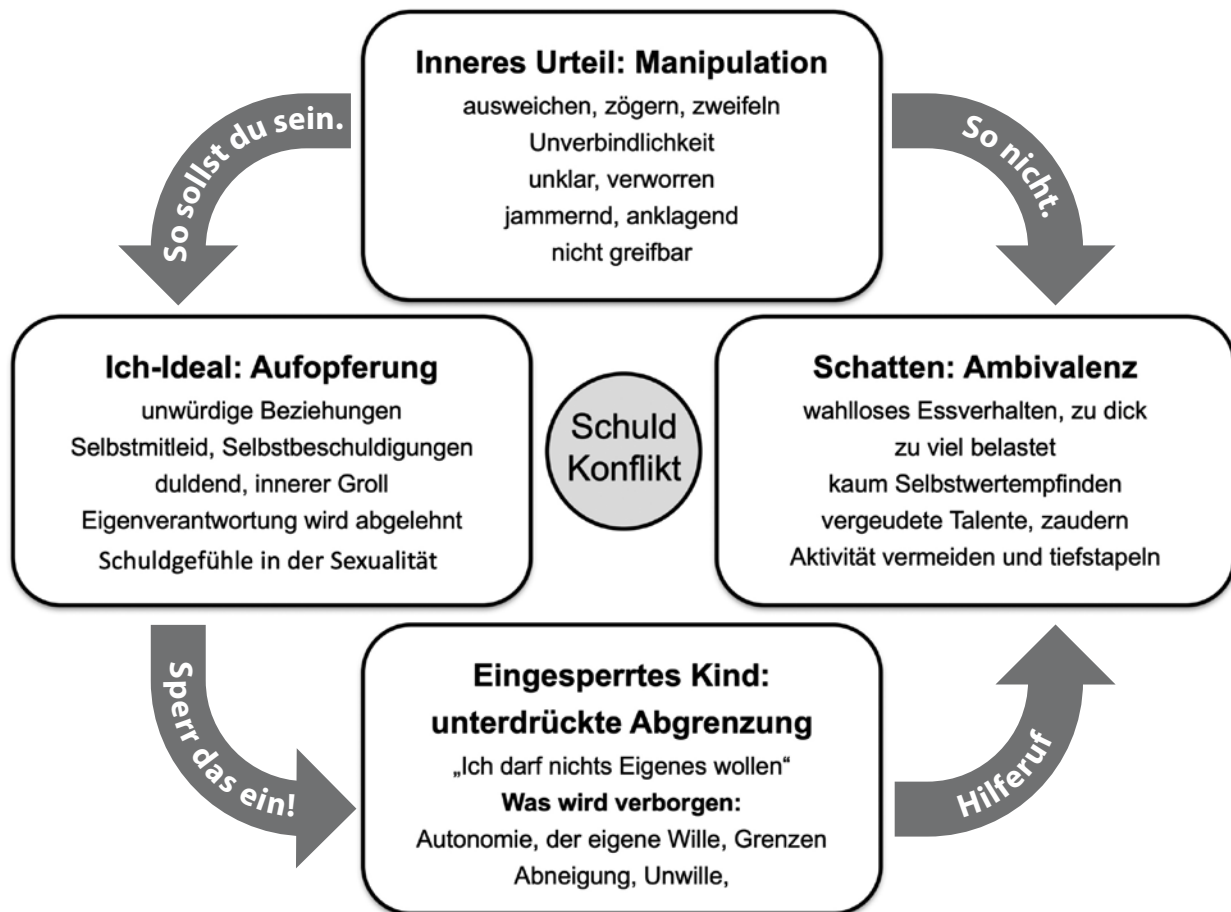 Inneres Urteil: Manipulation
ausweichen, zögern, zweifeln
Unverbindlichkeit
unklar, verworren
jammernd, anklagend
nicht greifbar
So sollst du sein.
So nicht.
Ich-Ideal: Aufopferung
unwürdige Beziehungen
Selbstmitleid, Selbstbeschuldigungen
duldend, innerer Groll
Eigenverantwortung wird abgelehnt
Schuldgefühle in der Sexualität
Schuld
Konflikt
Schatten: Ambivalenz
wahlloses Essverhalten, zu dick
zu viel belastet
kaum Selbstwertempfinden
vergeudete Talente, zaudern
Aktivität vermeiden und tiefstapeln
Sperr das ein!
Eingesperrtes Kind:
unterdrückte Abgrenzung
„Ich darf nichts Eigenes wollen“
Was wird verborgen:
Autonomie, der eigene Wille, Grenzen
Abneigung, Unwille,
Hilferuf